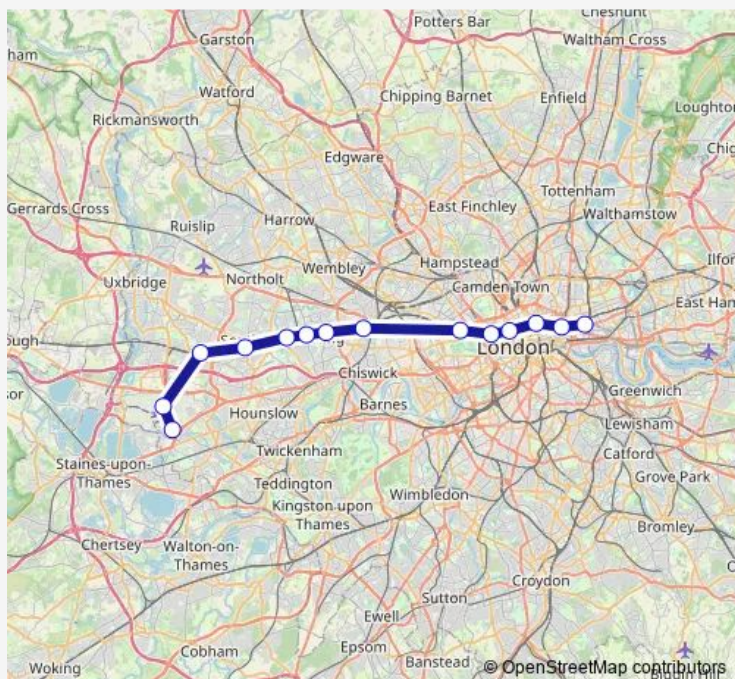 Potters Bar
Cheshunt
Waltham Cross
Garston
Watford
Rickmansworth
Chipping Barnet
Enfield
Loughton
Edgware
Tottenham
Gerrards Cross
Ruislip
Harrow
East Finchley
Walthamstow
Uxbridge
Northolt
Wembley
Hampstead
Camden Town
East Ham
London
Chiswick
Barnes
Hounslow
Greenwich
Lewisham
Staines-upon-
Thames
Twickenham
Teddington
Catford
Grove Park
Kingston upon
Thames
Wimbledon
Bromley
Chertsey
Walton-on-
Thames
Croydon
Sutton
Ewell
Cobham
Epsom
Banstead
Woking
© OpenStreetMap contributors